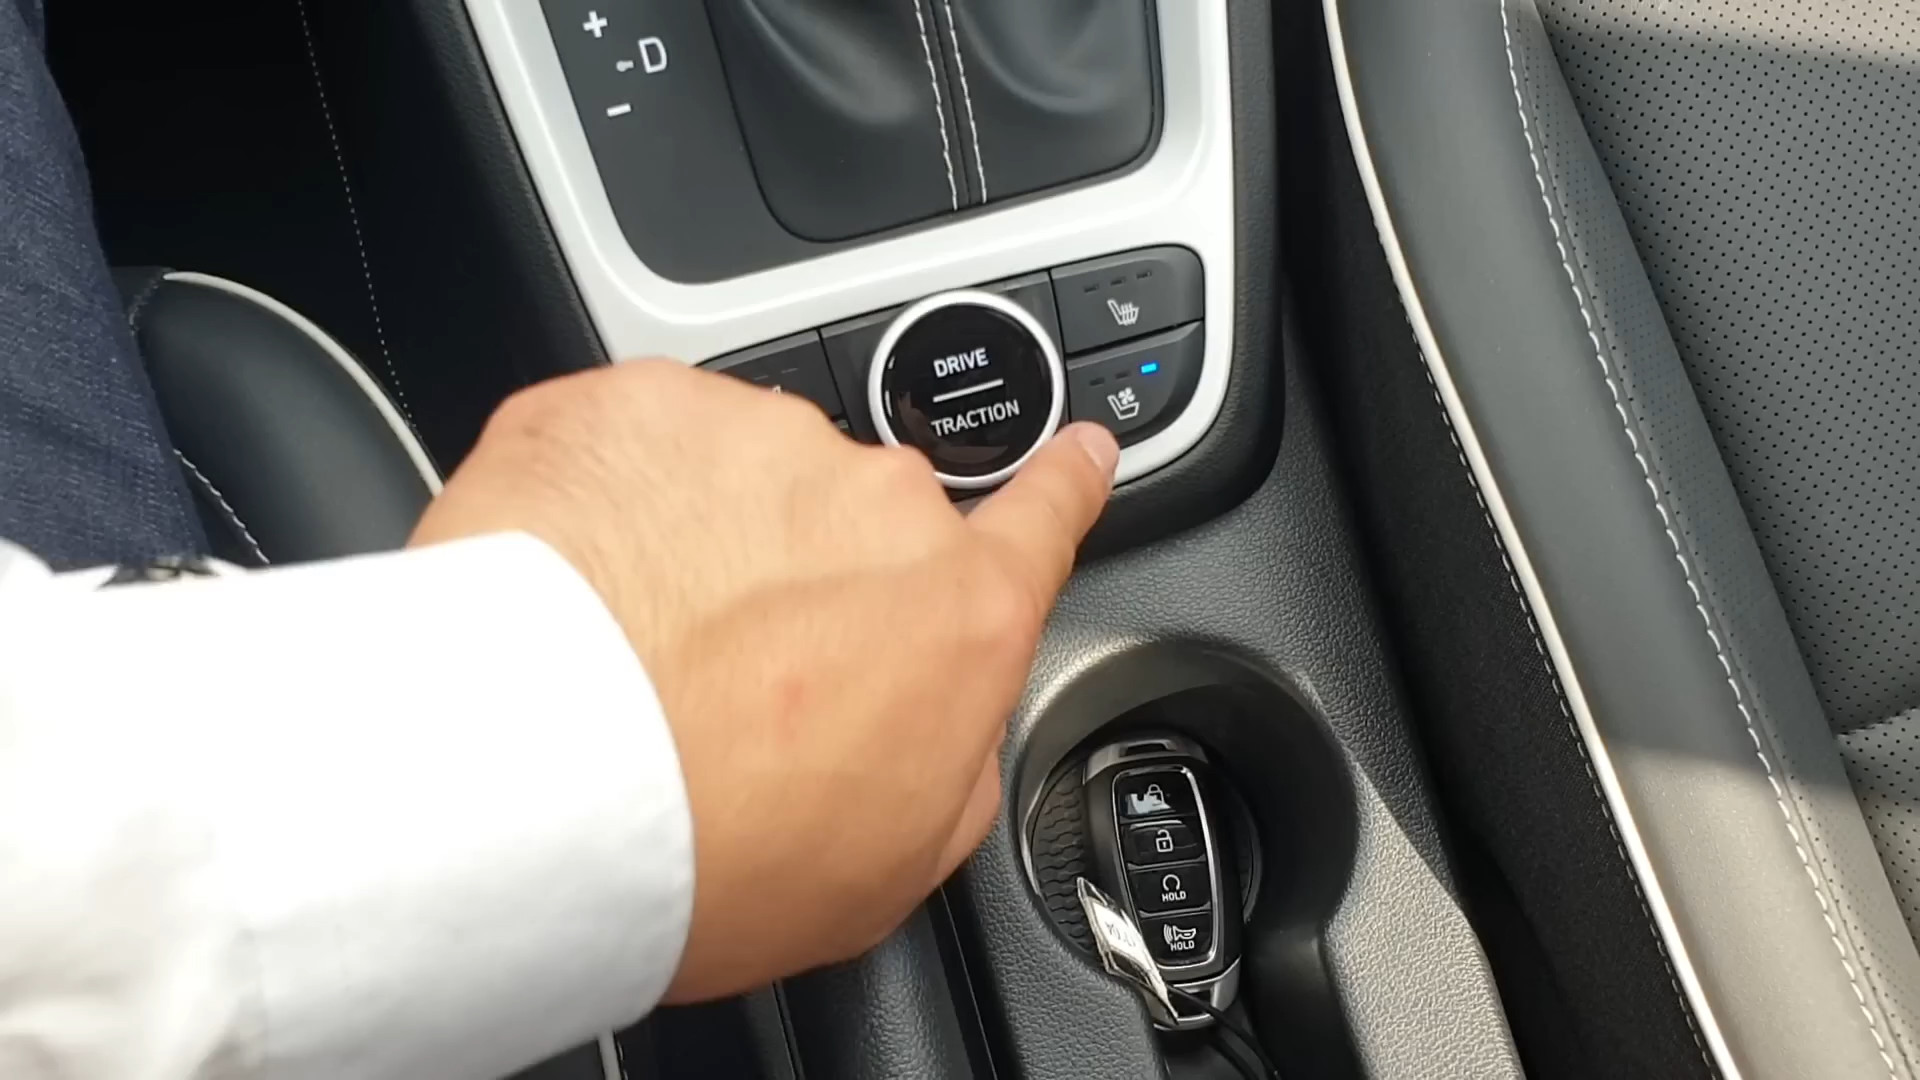 +
D
-
DRIVE
TRACTION
HOLD
HOLD